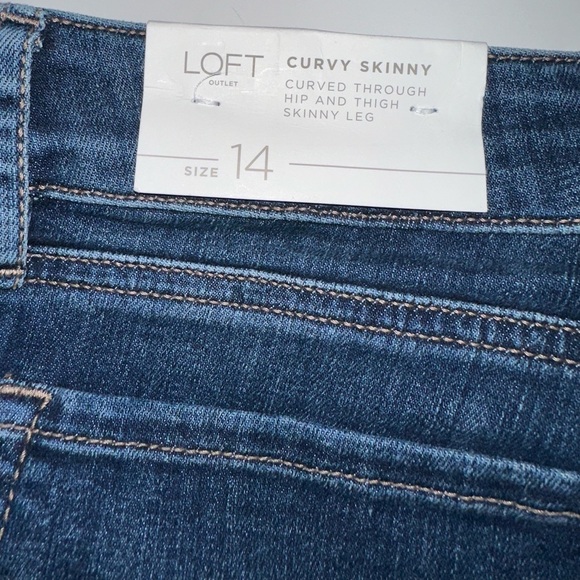 LOFT
OUTLET
CURVY SKINNY
CURVED THROUGH
HIP AND THIGH
SKINNY LEG
SIZE 14